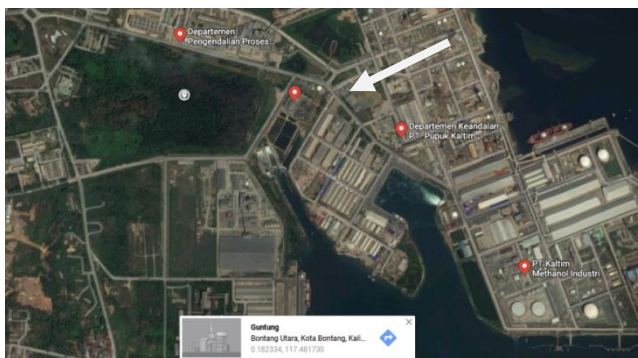 Departemen
Pengendalian Proses...
Departemen Keandalan
PT. Pupuk Kaltim
PT Kaltim
Methanol Industri
Guntung
Bontang Utara, Kota Bontang, Kali...
0.182334, 117.481730